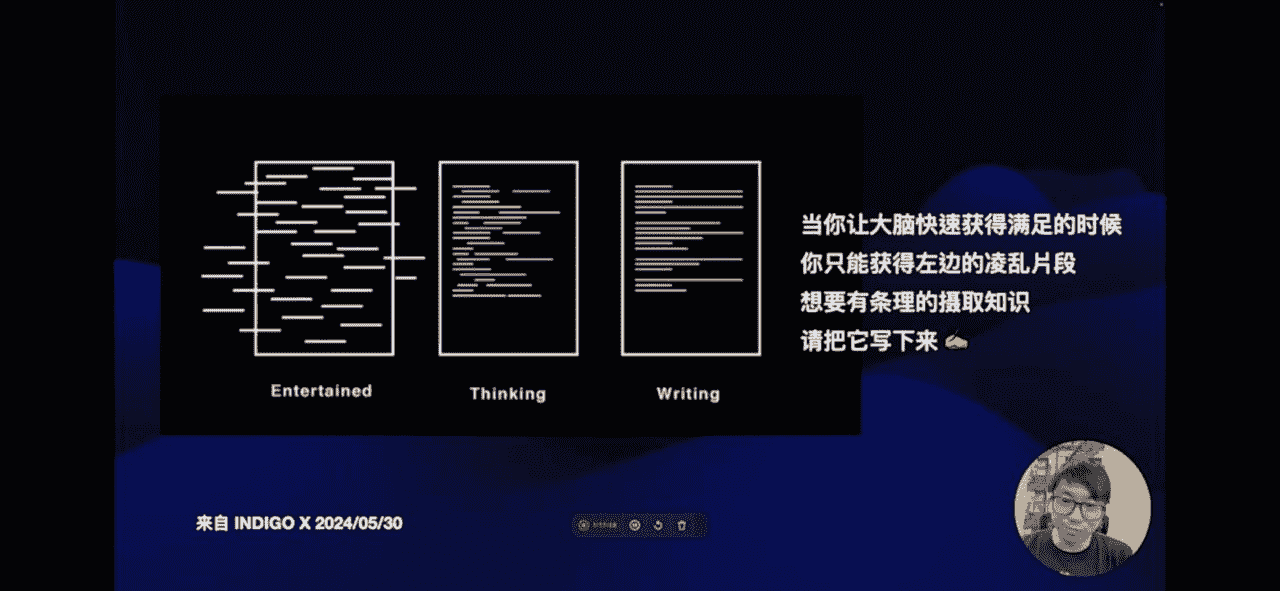 当你让大脑快速获得满足的时候
你只能获得左边的凌乱片段
想要有条理的摄取知识
请把它写下来 ✍🏼
Entertained
Thinking
Writing
来自 INDIGO X 2024/05/30